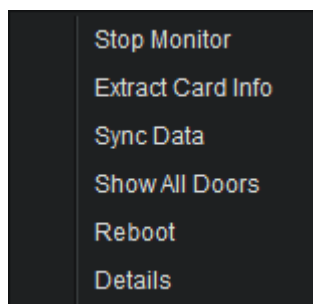 Stop Monitor
Extract Card Info
Sync Data
Show All Doors
Reboot
Details